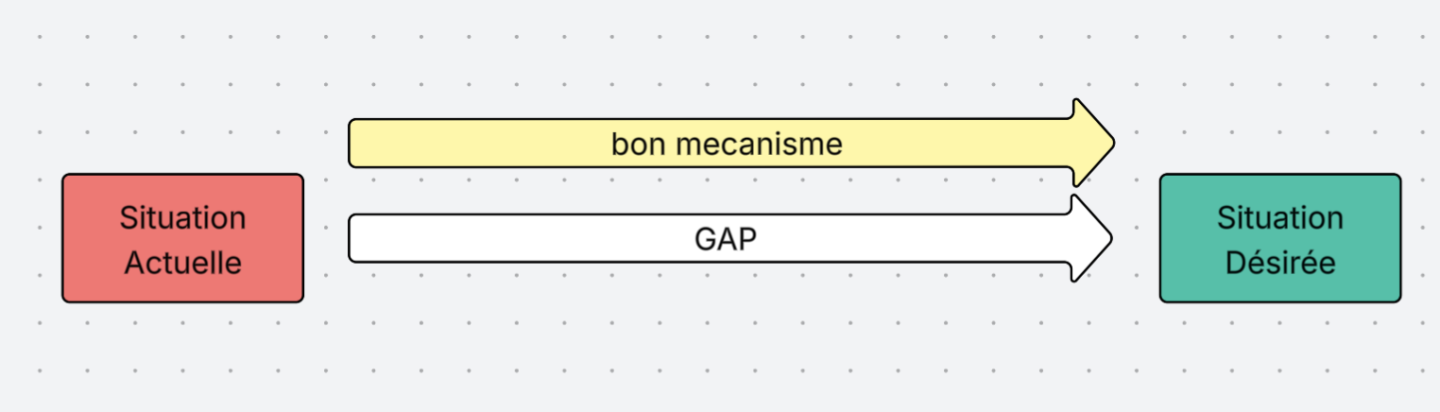 bon mecanisme
Situation
Actuelle
GAP
Situation
Désirée